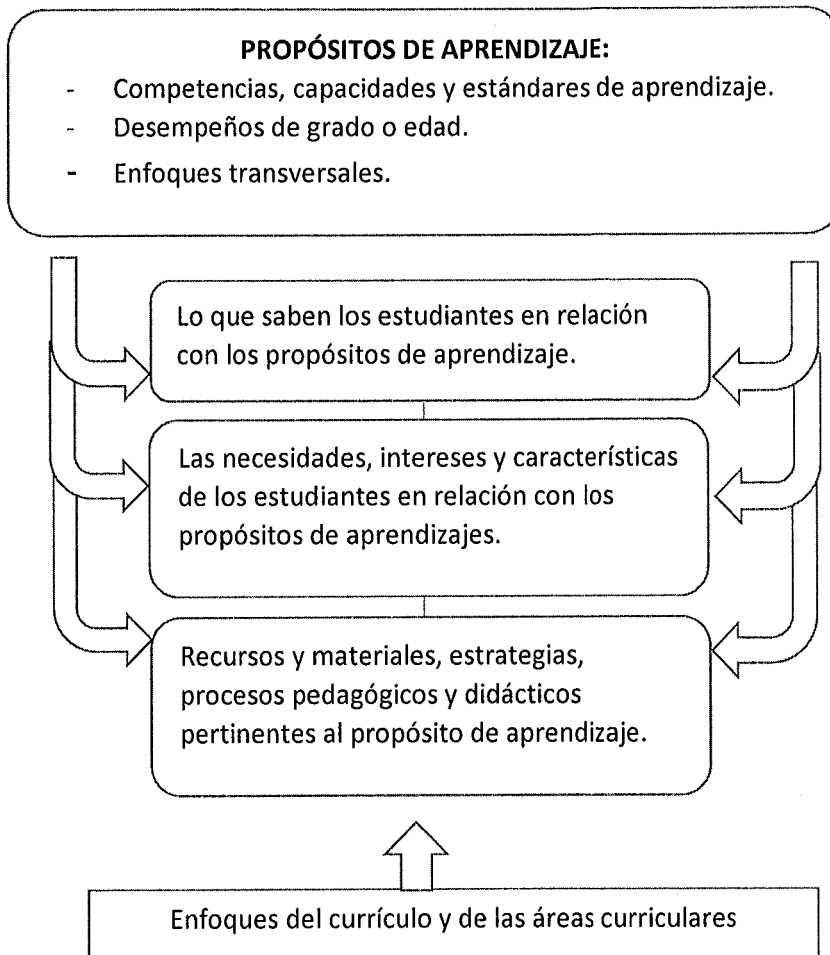 PROPÓSITOS DE APRENDIZAJE:
- Competencias, capacidades y estándares de aprendizaje.
- Desempeños de grado o edad.
- Enfoques transversales.
Lo que saben los estudiantes en relación
con los propósitos de aprendizaje.
Las necesidades, intereses y características
de los estudiantes en relación con los
propósitos de aprendizajes.
Recursos y materiales, estrategias,
procesos pedagógicos y didácticos
pertinentes al propósito de aprendizaje.
Enfoques del currículo y de las áreas curriculares